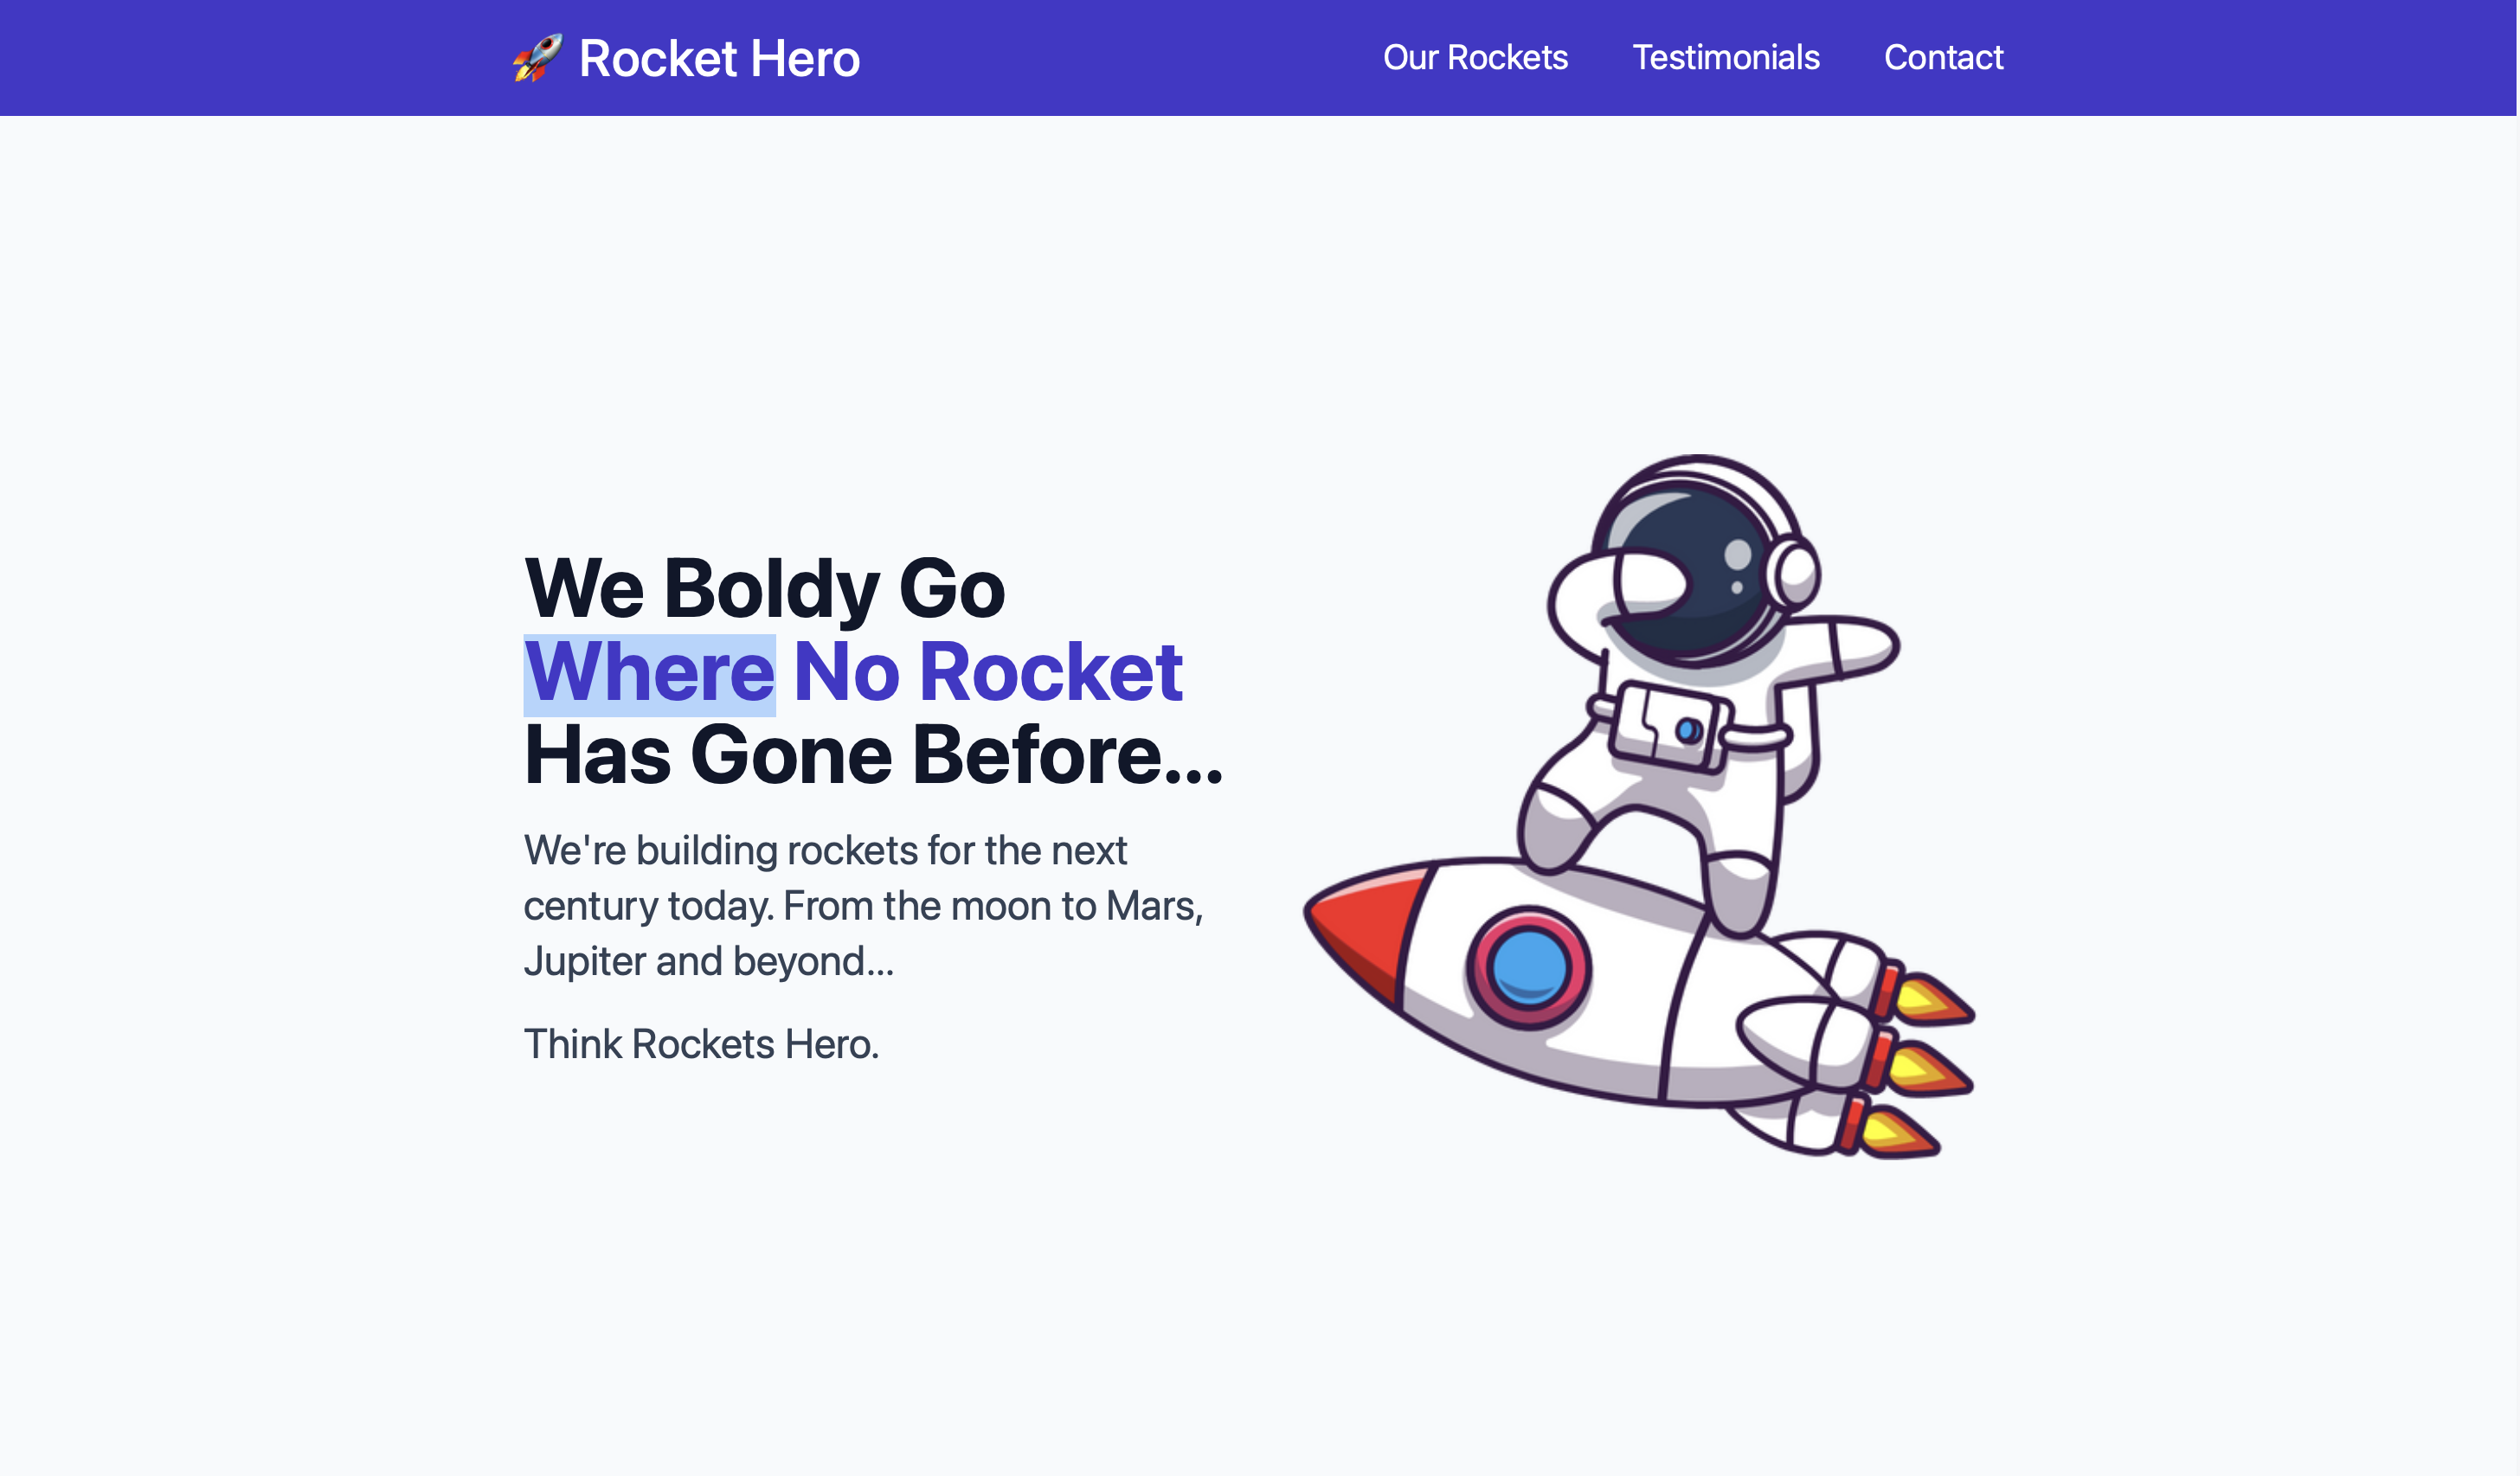 🚀 Rocket Hero
Our Rockets Testimonials Contact
We Boldy Go
Where No Rocket
Has Gone Before...
We're building rockets for the next
century today. From the moon to Mars,
Jupiter and beyond...
Think Rockets Hero.